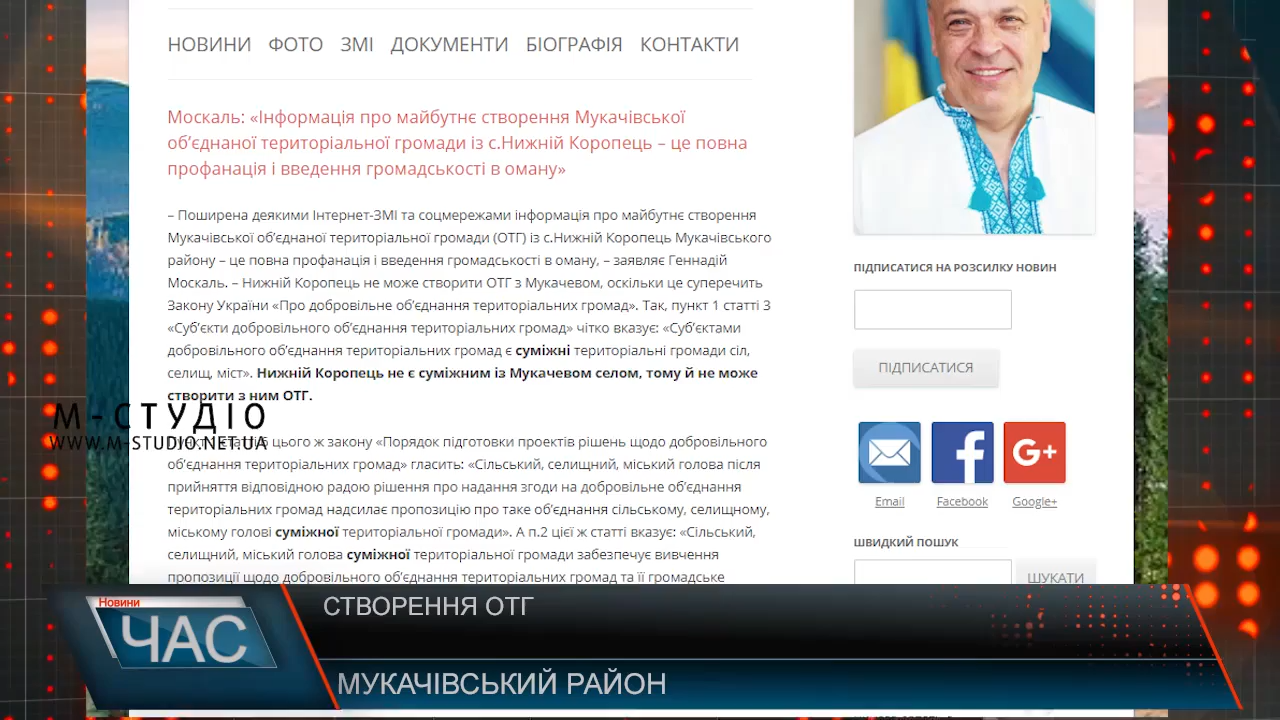 НОВИНИ ФОТО ЗМІ ДОКУМЕНТИ БІОГРАФІЯ КОНТАКТИ
Москаль: «Інформація про майбутнє створення Мукачівської
об’єднаної територіальної громади із с.Нижній Коропець – це повна
профанація і введення громадськості в оману»
– Поширена деякими Інтернет-ЗМІ та соцмережами інформація про майбутнє створення
Мукачівської об’єднаної територіальної громади (ОТГ) із с.Нижній Коропець Мукачівського
району – це повна профанація і введення громадськості в оману, – заявляє Геннадій
Москаль. – Нижній Коропець не може створити ОТГ з Мукачевом, оскільки це суперечить
Закону України «Про добровільне об’єднання територіальних громад». Так, пункт 1 статті 3
«Суб’єкти добровільного об’єднання територіальних громад» чітко вказує: «Суб’єктами
добровільного об’єднання територіальних громад є суміжні територіальні громади сіл,
селищ, міст». Нижній Коропець не є суміжним із Мукачевом селом, тому й не може
створити з ним ОТГ.
цього ж закону «Порядок підготовки проектів рішень щодо добровільного
об’єднання територіальних громад» гласить: «Сільський, селищний, міський голова після
прийняття відповідною радою рішення про надання згоди на добровільне об’єднання
територіальних громад надсилає пропозицію про таке об’єднання сільському, селищному,
міському голові суміжної територіальної громади». А п.2 цієї ж статті вказує: «Сільський,
селищний, міський голова суміжної територіальної громади забезпечує вивчення
пропозиції щодо добровільного об’єднання територіальних громад та її громадське
ПІДПИСАТИСЯ НА РОЗСИЛКУ НОВИН
ПІДПИСАТИСЯ
Email Facebook Google+
ШВИДКИЙ ПОШУК
ШУКАТИ
М-СТУДІО
WWW.M-STUDIO.NET.UA
Новини
ЧАС
СТВОРЕННЯ ОТГ
МУКАЧІВСЬКИЙ РАЙОН